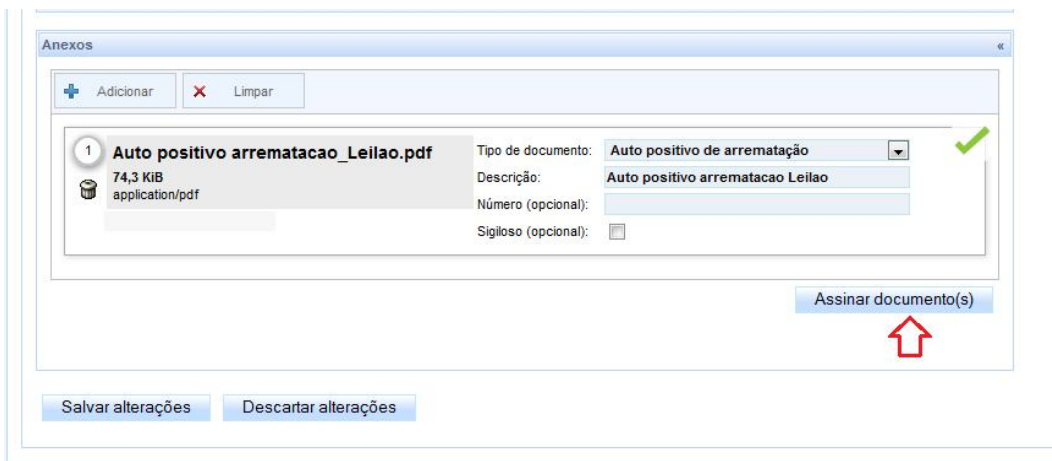 Anexos «
Adicionar Limpar
1 Auto positivo arrematacao_Leilao.pdf
74,3 KiB
application/pdf
Tipo de documento: Auto positivo de arrematação
Descrição: Auto positivo arrematacao Leilao
Número (opcional):
Sigiloso (opcional):
Assinar documento(s)
Salvar alterações Descartar alterações